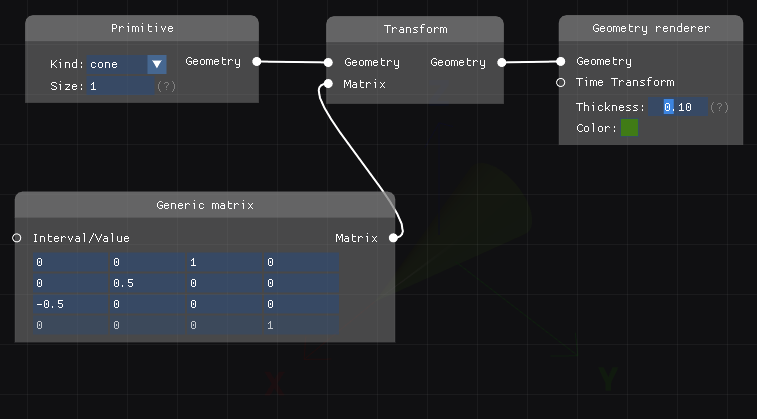 Primitive
Kind: cone
Geometry
Size: 1 (?)
Transform
Geometry Geometry
Matrix
Geometry renderer
Geometry
Time Transform
Thickness: 0.10 (?)
Color:
Generic matrix
Interval/Value Matrix
0 0 1 0
0 0.5 0 0
-0.5 0 0 0
0 0 0 1
X
Y